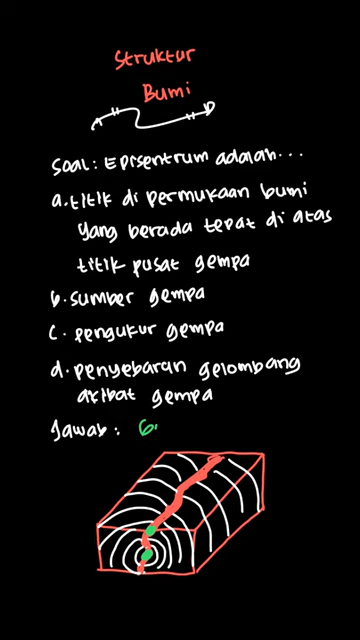 Struktur
Bumi
Soal: Episentrum adalah...
a. titik di permukaan bumi
yang berada tepat di atas
titik pusat gempa
b. sumber gempa
c. pengukur gempa
d. penyebaran gelombang
akibat gempa
Jawab: 6.